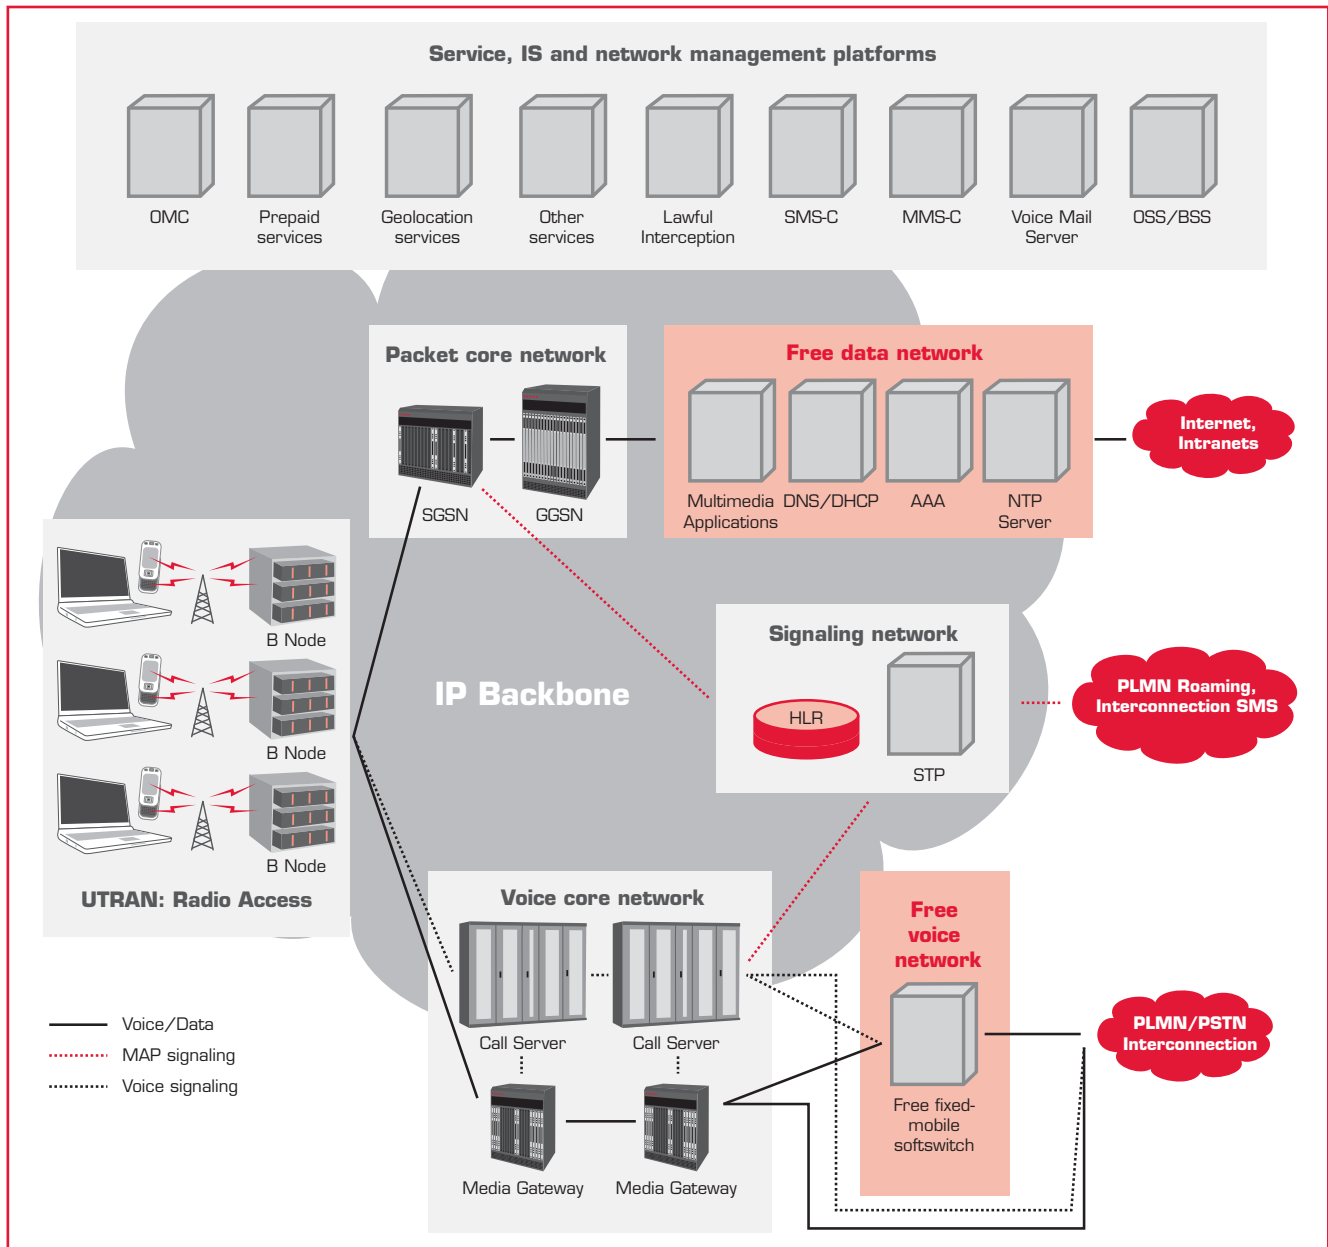 Service, IS and network management platforms
OMC
Prepaid
services
Geolocation
services
Other
services
Lawful
Interception
SMS-C
MMS-C
Voice Mail
Server
OSS/BSS
Packet core network
SGSN
GGSN
Free data network
Multimedia
Applications
DNS/DHCP
AAA
NTP
Server
Internet,
Intranets
B Node
B Node
B Node
UTRAN: Radio Access
IP Backbone
Signaling network
HLR
STP
PLMN Roaming,
Interconnection SMS
Voice core network
Call Server
Call Server
Media Gateway
Media Gateway
Free
voice
network
Free fixed-
mobile
softswitch
PLMN/PSTN
Interconnection
Voice/Data
MAP signaling
Voice signaling